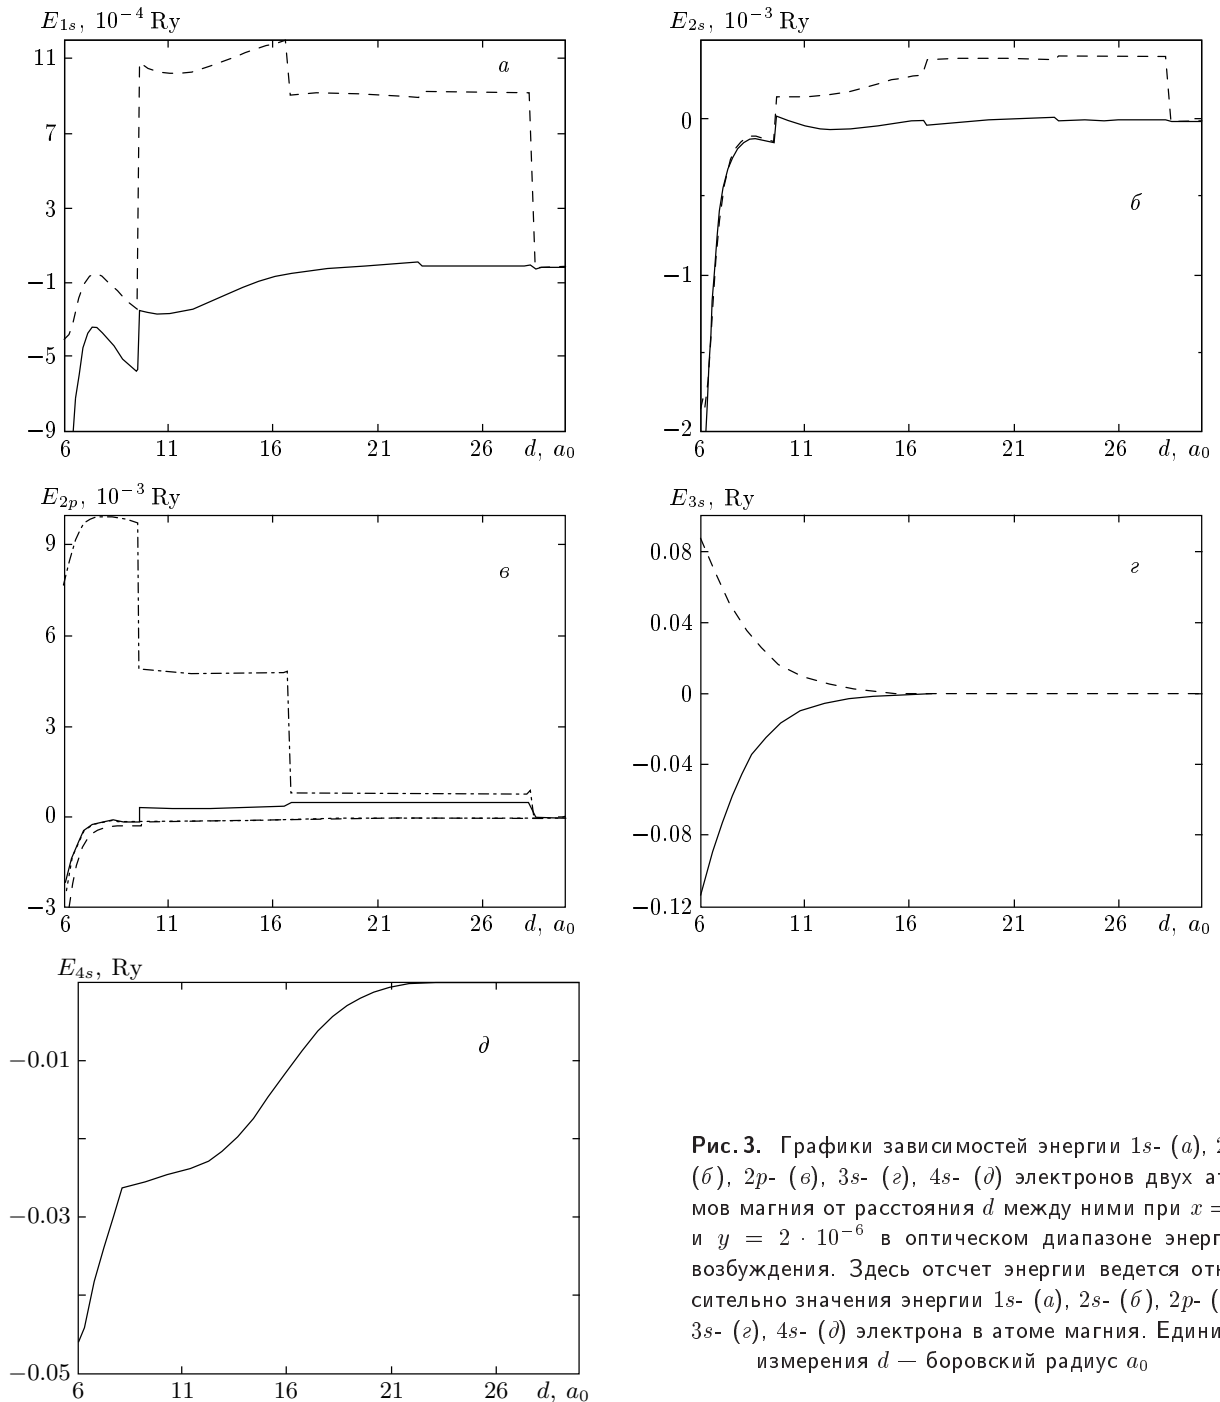 E₁ₛ, 10⁻⁴ Ry
11
7
3
−1
−5
−9
а
6 11 16 21 26 d, a₀
E₂ₛ, 10⁻³ Ry
0
−1
−2
б
6 11 16 21 26 d, a₀
E₂ₚ, 10⁻³ Ry
9
6
3
0
−3
в
6 11 16 21 26 d, a₀
E₃ₛ, Ry
0.08
0.04
0
−0.04
−0.08
−0.12
г
6 11 16 21 26 d, a₀
E₄ₛ, Ry
−0.01
−0.03
−0.05
д
6 11 16 21 26 d, a₀
Рис. 3. Графики зависимостей энергии 1s- (а),
(б), 2p- (в), 3s- (г), 4s- (д) электронов двух ат
мов магния от расстояния d между ними при x =
и y = 2 · 10⁻⁶ в оптическом диапазоне энерг
возбуждения. Здесь отсчет энергии ведется отн
сительно значения энергии 1s- (а), 2s- (б), 2p- (
3s- (г), 4s- (д) электрона в атоме магния. Едини
измерения d — боровский радиус a₀